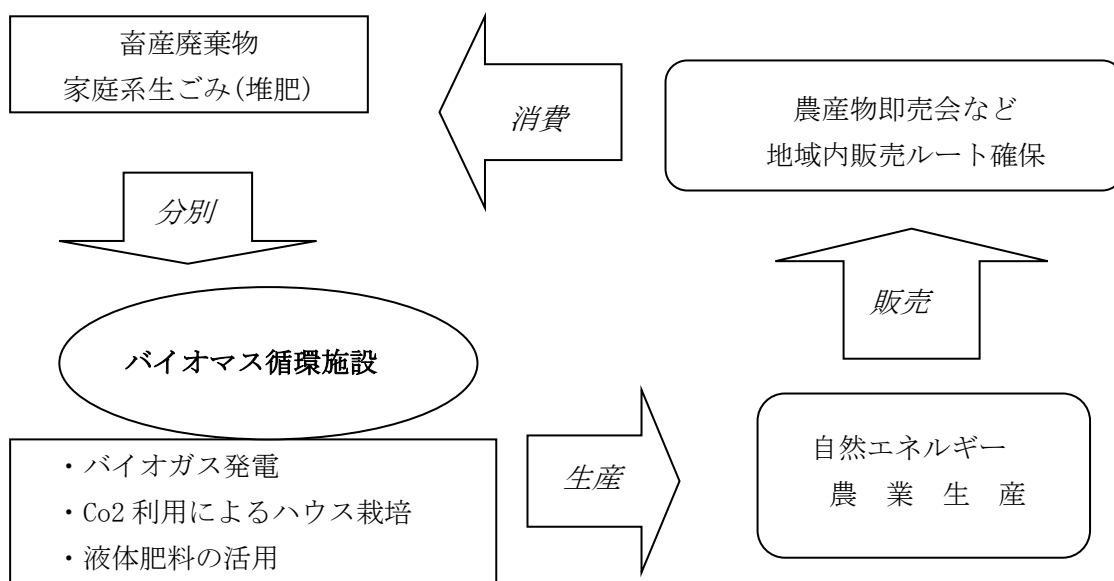 畜産廃棄物
家庭系生ごみ(堆肥)
消費
農産物即売会など
地域内販売ルート確保
分別
販売
バイオマス循環施設
・バイオガス発電
・Co2 利用によるハウス栽培
・液体肥料の活用
生産
自然エネルギー
農 業 生 産